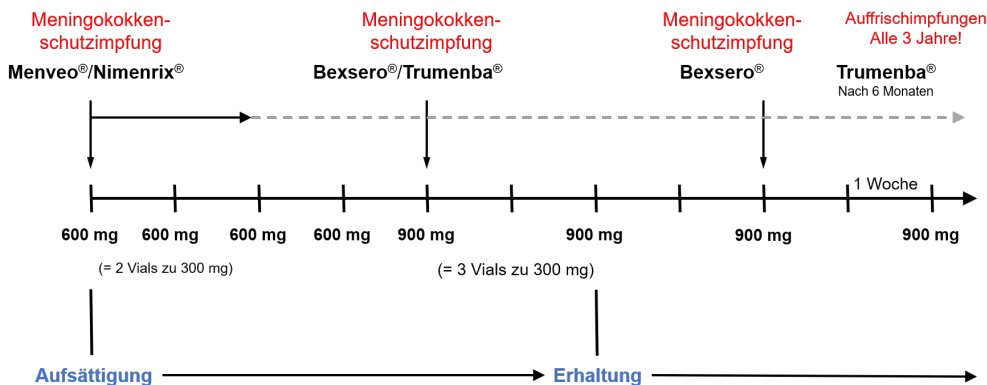 Meningokokken-
schutzimpfung
Menveo®/Nimenrix®
Meningokokken-
schutzimpfung
Bexsero®/Trumenba®
Meningokokken-
schutzimpfung
Bexsero®
Auffrischimpfungen
Alle 3 Jahre!
Trumenba®
Nach 6 Monaten
1 Woche
600 mg 600 mg 600 mg 600 mg 900 mg 900 mg 900 mg 900 mg
(= 2 Vials zu 300 mg) (= 3 Vials zu 300 mg)
Aufsättigung Erhaltung